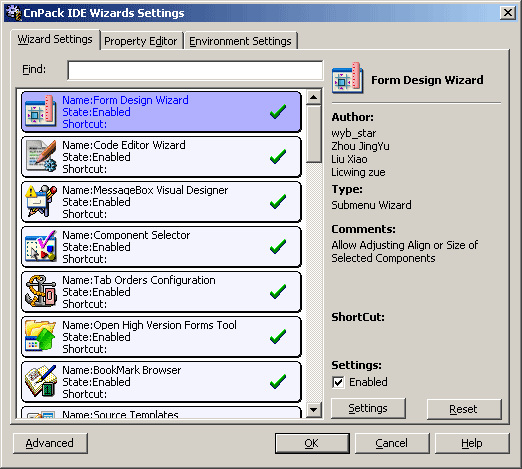 CnPack IDE Wizards Settings
Wizard Settings
Property Editor
Environment Settings
Find:
Name:Form Design Wizard
State:Enabled
Shortcut:
Name:Code Editor Wizard
State:Enabled
Shortcut:
Name:MessageBox Visual Designer
State:Enabled
Shortcut:
Name:Component Selector
State:Enabled
Shortcut:
Name:Tab Orders Configuration
State:Enabled
Shortcut:
Name:Open High Version Forms Tool
State:Enabled
Shortcut:
Name:BookMark Browser
State:Enabled
Shortcut:
Name:Source Templates
Form Design Wizard
Author:
wyb_star
Zhou JingYu
Liu Xiao
Licwing zue
Type:
Submenu Wizard
Comments:
Allow Adjusting Align or Size of
Selected Components
ShortCut:
Settings:
Enabled
Settings
Reset
Advanced
OK
Cancel
Help